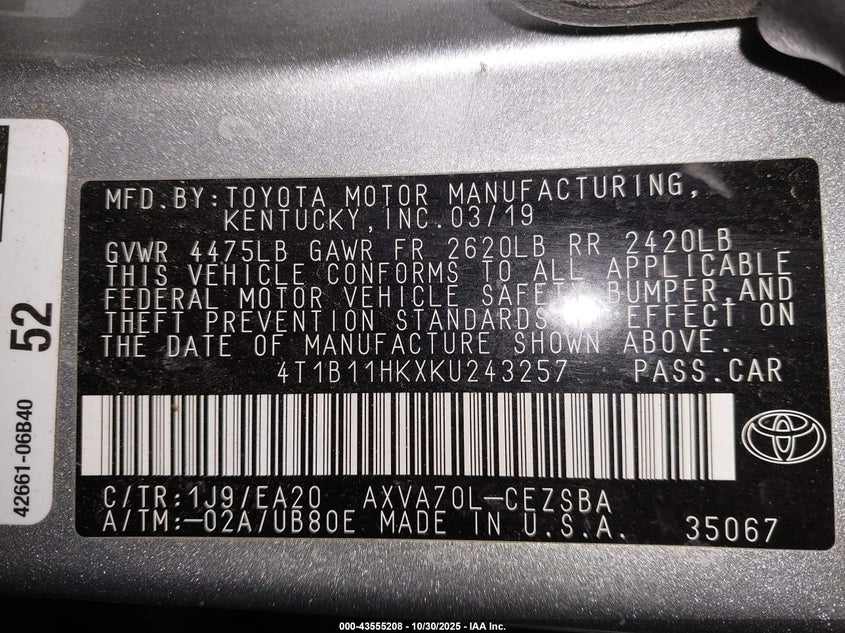 MFD.BY:TOYOTA MOTOR MANUFACTURING,
KENTUCKY,INC.03/19
GVWR 4475LB GAWR FR 2620LB RR 2420LB
THIS VEHICLE CONFORMS TO ALL APPLICABLE
FEDERAL MOTOR VEHICLE SAFETY, BUMPER,AND
THEFT PREVENTION STANDARDS IN EFFECT ON
THE DATE OF MANUFACTURE SHOWN ABOVE.
4T1B11HKXKU243257 PASS.CAR
C/TR:1J9/EA20 AXVA70L-CEZSBA
A/TM:-02A/UB80E MADE IN U.S.A. 35067
52
42661-06B40
000-43555208 - 10/30/2025 - IAA Inc.